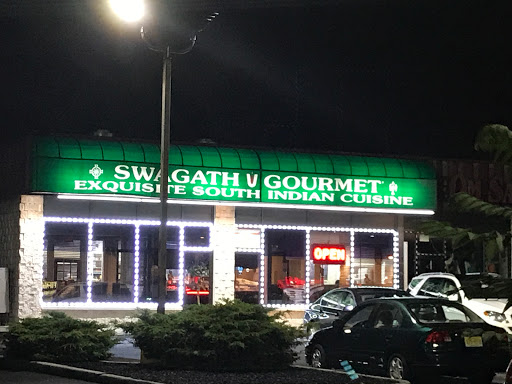 SWAGATH GOURMET
EXQUISITE SOUTH INDIAN CUISINE
OPEN